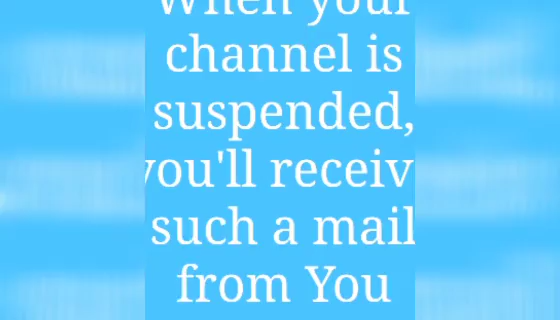 When your
channel is
suspended,
you'll receiv
such a mail
from You